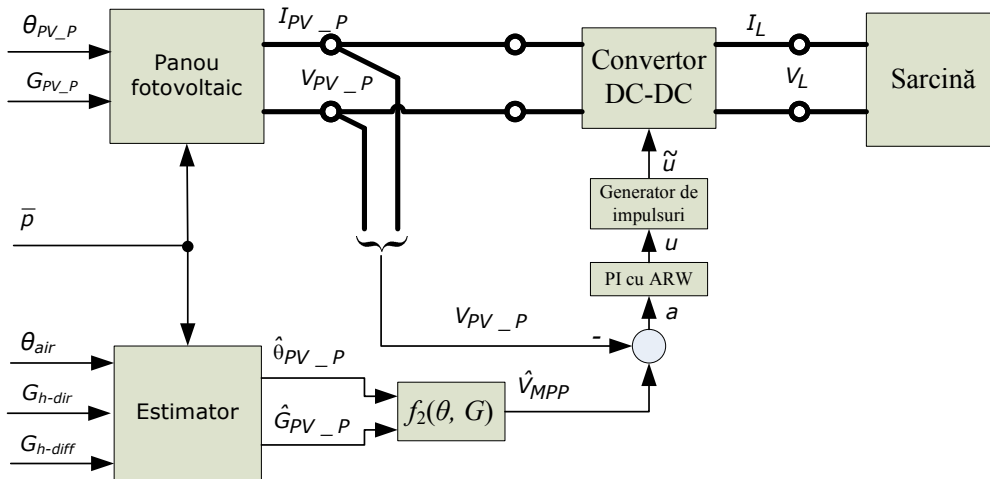 θPV_P
GPV_P
Panou
fotovoltaic
IPV_P
VPV_P
Convertor
DC-DC
IL
VL
Sarcină
ũ
Generator de
impulsuri
u
PI cu ARW
a
p̅
VPV_P
-
θair
Gh-dir
Gh-diff
Estimator
θ̂PV_P
ĜPV_P
f2(θ, G)
V̂MPP